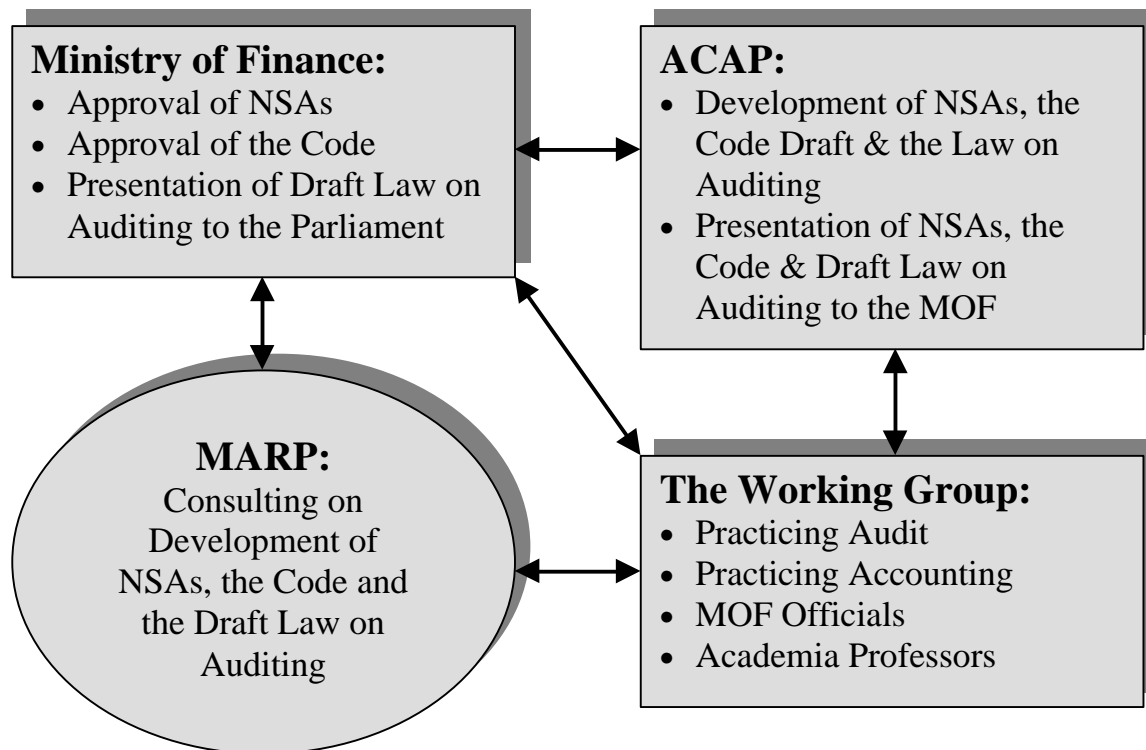 Ministry of Finance:
• Approval of NSAs
• Approval of the Code
• Presentation of Draft Law on
Auditing to the Parliament
ACAP:
• Development of NSAs, the
Code Draft & the Law on
Auditing
• Presentation of NSAs, the
Code & Draft Law on
Auditing to the MOF
MARP:
Consulting on
Development of
NSAs, the Code and
the Draft Law on
Auditing
The Working Group:
• Practicing Audit
• Practicing Accounting
• MOF Officials
• Academia Professors